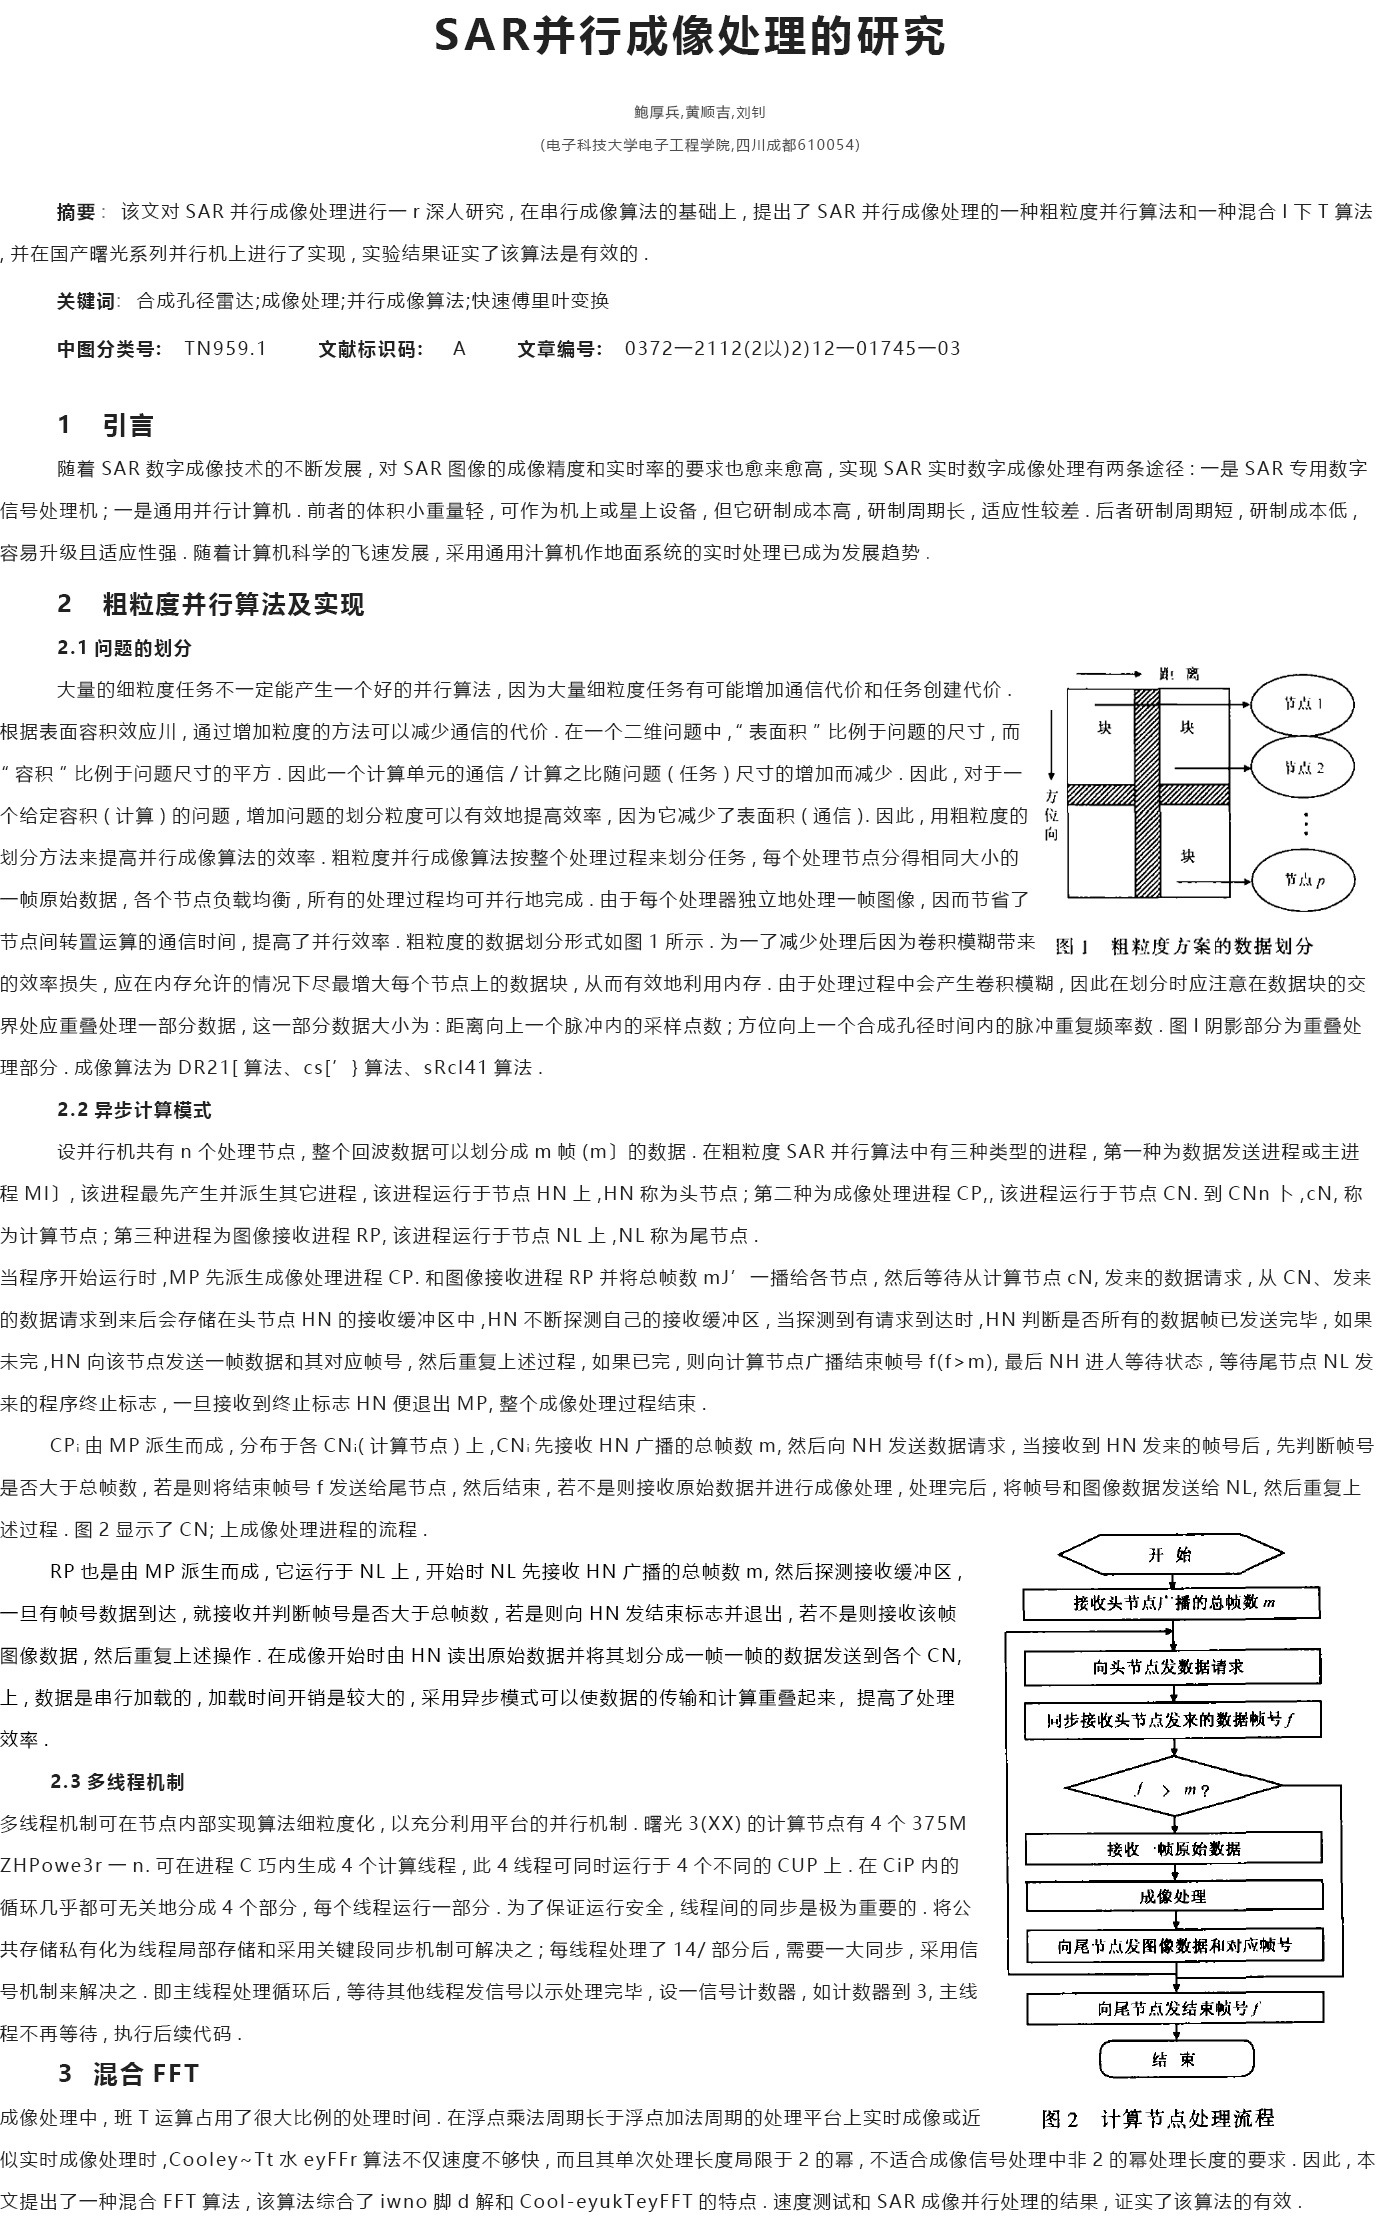 SAR并行成像处理的研究
鲍厚兵,黄顺吉,刘钊
(电子科技大学电子工程学院,四川成都610054)
摘要: 该文对 SAR 并行成像处理进行一 r 深人研究 , 在串行成像算法的基础上 , 提出了 SAR 并行成像处理的一种粗粒度并行算法和一种混合 l 下 T 算法
, 并在国产曙光系列并行机上进行了实现 , 实验结果证实了该算法是有效的 .
关键词: 合成孔径雷达;成像处理;并行成像算法;快速傅里叶变换
中图分类号: TN959.1 文献标识码: A 文章编号: 0372一2112(2以)2)12一01745一03
1 引言
随着 SAR 数字成像技术的不断发展 , 对 SAR 图像的成像精度和实时率的要求也愈来愈高 , 实现 SAR 实时数字成像处理有两条途径 : 一是 SAR 专用数字
信号处理机 ; 一是通用并行计算机 . 前者的体积小重量轻 , 可作为机上或星上设备 , 但它研制成本高 , 研制周期长 , 适应性较差 . 后者研制周期短 , 研制成本低 ,
容易升级且适应性强 . 随着计算机科学的飞速发展 , 采用通用汁算机作地面系统的实时处理已成为发展趋势 .
2 粗粒度并行算法及实现
2.1 问题的划分
大量的细粒度任务不一定能产生一个好的并行算法 , 因为大量细粒度任务有可能增加通信代价和任务创建代价 .
根据表面容积效应川 , 通过增加粒度的方法可以减少通信的代价 . 在一个二维问题中 ,“ 表面积 ” 比例于问题的尺寸 , 而
“ 容积 ” 比例于问题尺寸的平方 . 因此一个计算单元的通信 / 计算之比随问题 ( 任务 ) 尺寸的增加而减少 . 因此 , 对于一
个给定容积 ( 计算 ) 的问题 , 增加问题的划分粒度可以有效地提高效率 , 因为它减少了表面积 ( 通信 ). 因此 , 用粗粒度的
划分方法来提高并行成像算法的效率 . 粗粒度并行成像算法按整个处理过程来划分任务 , 每个处理节点分得相同大小的
一帧原始数据 , 各个节点负载均衡 , 所有的处理过程均可并行地完成 . 由于每个处理器独立地处理一帧图像 , 因而节省了
节点间转置运算的通信时间 , 提高了并行效率 . 粗粒度的数据划分形式如图 1 所示 . 为一了减少处理后因为卷积模糊带来
的效率损失 , 应在内存允许的情况下尽最增大每个节点上的数据块 , 从而有效地利用内存 . 由于处理过程中会产生卷积模糊 , 因此在划分时应注意在数据块的交
界处应重叠处理一部分数据 , 这一部分数据大小为 : 距离向上一个脉冲内的采样点数 ; 方位向上一个合成孔径时间内的脉冲重复频率数 . 图 l 阴影部分为重叠处
理部分 . 成像算法为 DR21[ 算法、cs[’} 算法、sRcl41 算法 .
距 离
方位向
块
块
块
节点 1
节点 2
⋮
节点 p
图 1 粗粒度方案的数据划分
2.2 异步计算模式
设并行机共有 n 个处理节点 , 整个回波数据可以划分成 m 帧 (m〕的数据 . 在粗粒度 SAR 并行算法中有三种类型的进程 , 第一种为数据发送进程或主进
程 MI〕, 该进程最先产生并派生其它进程 , 该进程运行于节点 HN 上 ,HN 称为头节点 ; 第二种为成像处理进程 CP,, 该进程运行于节点 CN. 到 CNn 卜 ,cN, 称
为计算节点 ; 第三种进程为图像接收进程 RP, 该进程运行于节点 NL 上 ,NL 称为尾节点 .
当程序开始运行时 ,MP 先派生成像处理进程 CP. 和图像接收进程 RP 并将总帧数 mJ’一播给各节点 , 然后等待从计算节点 cN, 发来的数据请求 , 从 CN、发来
的数据请求到来后会存储在头节点 HN 的接收缓冲区中 ,HN 不断探测自己的接收缓冲区 , 当探测到有请求到达时 ,HN 判断是否所有的数据帧已发送完毕 , 如果
未完 ,HN 向该节点发送一帧数据和其对应帧号 , 然后重复上述过程 , 如果已完 , 则向计算节点广播结束帧号 f(f>m), 最后 NH 进人等待状态 , 等待尾节点 NL 发
来的程序终止标志 , 一旦接收到终止标志 HN 便退出 MP, 整个成像处理过程结束 .
CPᵢ 由 MP 派生而成 , 分布于各 CNᵢ( 计算节点 ) 上 ,CNᵢ 先接收 HN 广播的总帧数 m, 然后向 NH 发送数据请求 , 当接收到 HN 发来的帧号后 , 先判断帧号
是否大于总帧数 , 若是则将结束帧号 f 发送给尾节点 , 然后结束 , 若不是则接收原始数据并进行成像处理 , 处理完后 , 将帧号和图像数据发送给 NL, 然后重复上
述过程 . 图 2 显示了 CN; 上成像处理进程的流程 .
RP 也是由 MP 派生而成 , 它运行于 NL 上 , 开始时 NL 先接收 HN 广播的总帧数 m, 然后探测接收缓冲区 ,
一旦有帧号数据到达 , 就接收并判断帧号是否大于总帧数 , 若是则向 HN 发结束标志并退出 , 若不是则接收该帧
图像数据 , 然后重复上述操作 . 在成像开始时由 HN 读出原始数据并将其划分成一帧一帧的数据发送到各个 CN,
上 , 数据是串行加载的 , 加载时间开销是较大的 , 采用异步模式可以使数据的传输和计算重叠起来, 提高了处理
效率 .
2.3 多线程机制
多线程机制可在节点内部实现算法细粒度化 , 以充分利用平台的并行机制 . 曙光 3(XX) 的计算节点有 4 个 375M
ZHPowe3r 一 n. 可在进程 C 巧内生成 4 个计算线程 , 此 4 线程可同时运行于 4 个不同的 CUP 上 . 在 CiP 内的
循环几乎都可无关地分成 4 个部分 , 每个线程运行一部分 . 为了保证运行安全 , 线程间的同步是极为重要的 . 将公
共存储私有化为线程局部存储和采用关键段同步机制可解决之 ; 每线程处理了 14/ 部分后 , 需要一大同步 , 采用信
号机制来解决之 . 即主线程处理循环后 , 等待其他线程发信号以示处理完毕 , 设一信号计数器 , 如计数器到 3, 主线
程不再等待 , 执行后续代码 .
开 始
接收头节点广播的总帧数 m
向头节点发数据请求
同步接收头节点发来的数据帧号 f
f > m ?
接收一帧原始数据
成像处理
向尾节点发图像数据和对应帧号
向尾节点发结束帧号 f
结 束
图 2 计算节点处理流程
3 混合 FFT
成像处理中 , 班 T 运算占用了很大比例的处理时间 . 在浮点乘法周期长于浮点加法周期的处理平台上实时成像或近
似实时成像处理时 ,Cooley~Tt 水 eyFFr 算法不仅速度不够快 , 而且其单次处理长度局限于 2 的幂 , 不适合成像信号处理中非 2 的幂处理长度的要求 . 因此 , 本
文提出了一种混合 FFT 算法 , 该算法综合了 iwno 脚 d 解和 Cool-eyukTeyFFT 的特点 . 速度测试和 SAR 成像并行处理的结果 , 证实了该算法的有效 .